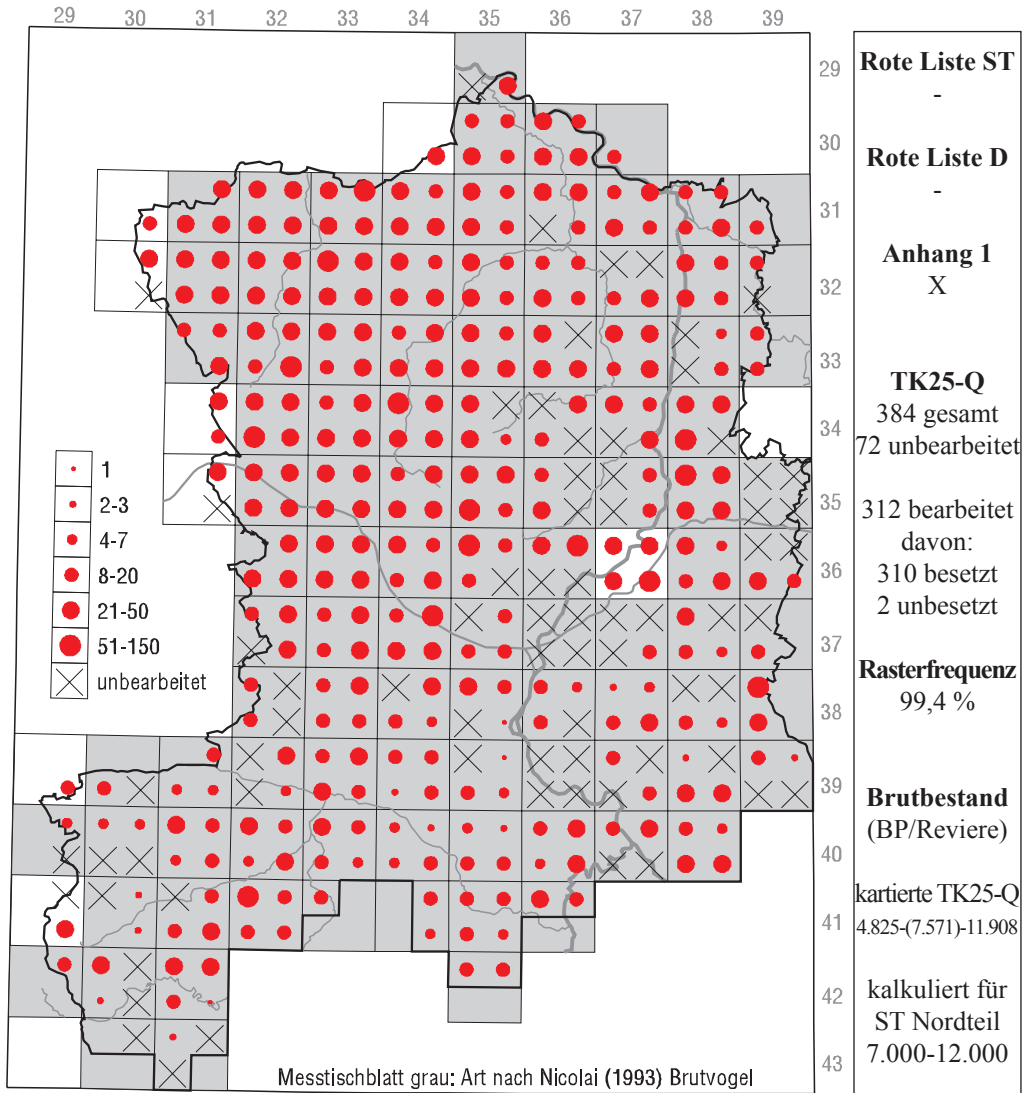 29 30 31 32 33 34 35 36 37 38 39
29
30
31
32
33
34
35
36
37
38
39
40
41
42
43
1
2-3
4-7
8-20
21-50
51-150
unbearbeitet
Messtischblatt grau: Art nach Nicolai (1993) Brutvogel
Rote Liste ST
-
Rote Liste D
-
Anhang 1
X
TK25-Q
384 gesamt
72 unbearbeitet
312 bearbeitet
davon:
310 besetzt
2 unbesetzt
Rasterfrequenz
99,4 %
Brutbestand
(BP/Reviere)
kartierte TK25-Q
4.825-(7.571)-11.908
kalkuliert für
ST Nordteil
7.000-12.000